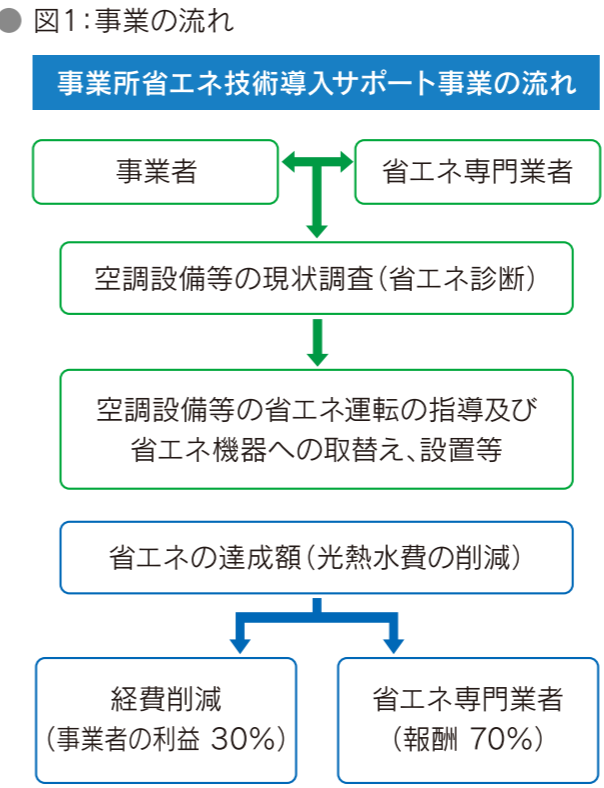 ● 図1：事業の流れ
事業所省エネ技術導入サポート事業の流れ
事業者
省エネ専門業者
空調設備等の現状調査（省エネ診断）
空調設備等の省エネ運転の指導及び
省エネ機器への取替え、設置等
省エネの達成額（光熱水費の削減）
経費削減
（事業者の利益 30%）
省エネ専門業者
（報酬 70%）